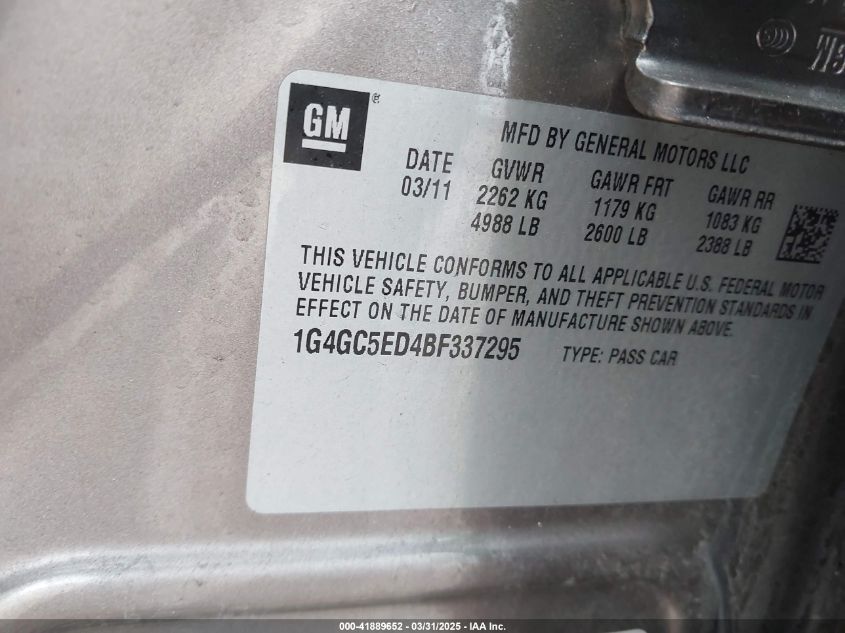 GM®
MFD BY GENERAL MOTORS LLC
DATE GVWR GAWR FRT GAWR RR
03/11 2262 KG 1179 KG 1083 KG
4988 LB 2600 LB 2388 LB
THIS VEHICLE CONFORMS TO ALL APPLICABLE U.S. FEDERAL MOTOR
VEHICLE SAFETY, BUMPER, AND THEFT PREVENTION STANDARDS IN
EFFECT ON THE DATE OF MANUFACTURE SHOWN ABOVE.
1G4GC5ED4BF337295 TYPE: PASS CAR
000-41889652 - 03/31/2025 - IAA Inc.